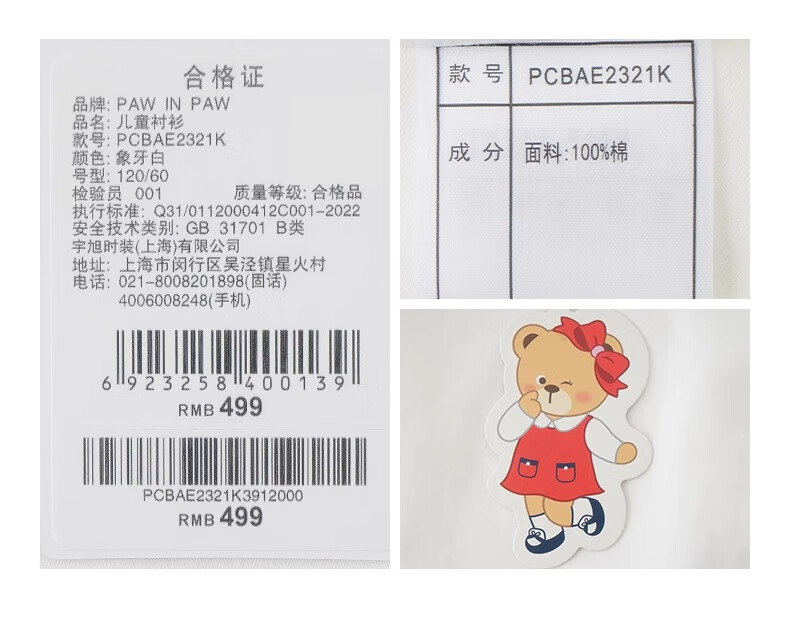 合格证
品牌: PAW IN PAW
品名: 儿童衬衫
款号: PCBAE2321K
颜色: 象牙白
号型: 120/60
检验员 001 质量等级: 合格品
执行标准: Q31/0112000412C001-2022
安全技术类别: GB 31701 B类
宇旭时装(上海)有限公司
地址: 上海市闵行区吴泾镇星火村
电话: 021-8008201898(固话)
4006008248(手机)
6 923258 400139
RMB 499
PCBAE2321K3912000
RMB 499
款号 PCBAE2321K
成分 面料:100%棉